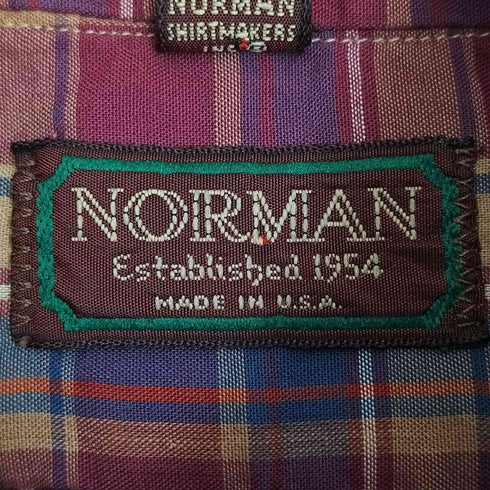 NORMAN
SHIRTMAKERS
NORMAN
Established 1954
MADE IN U.S.A.